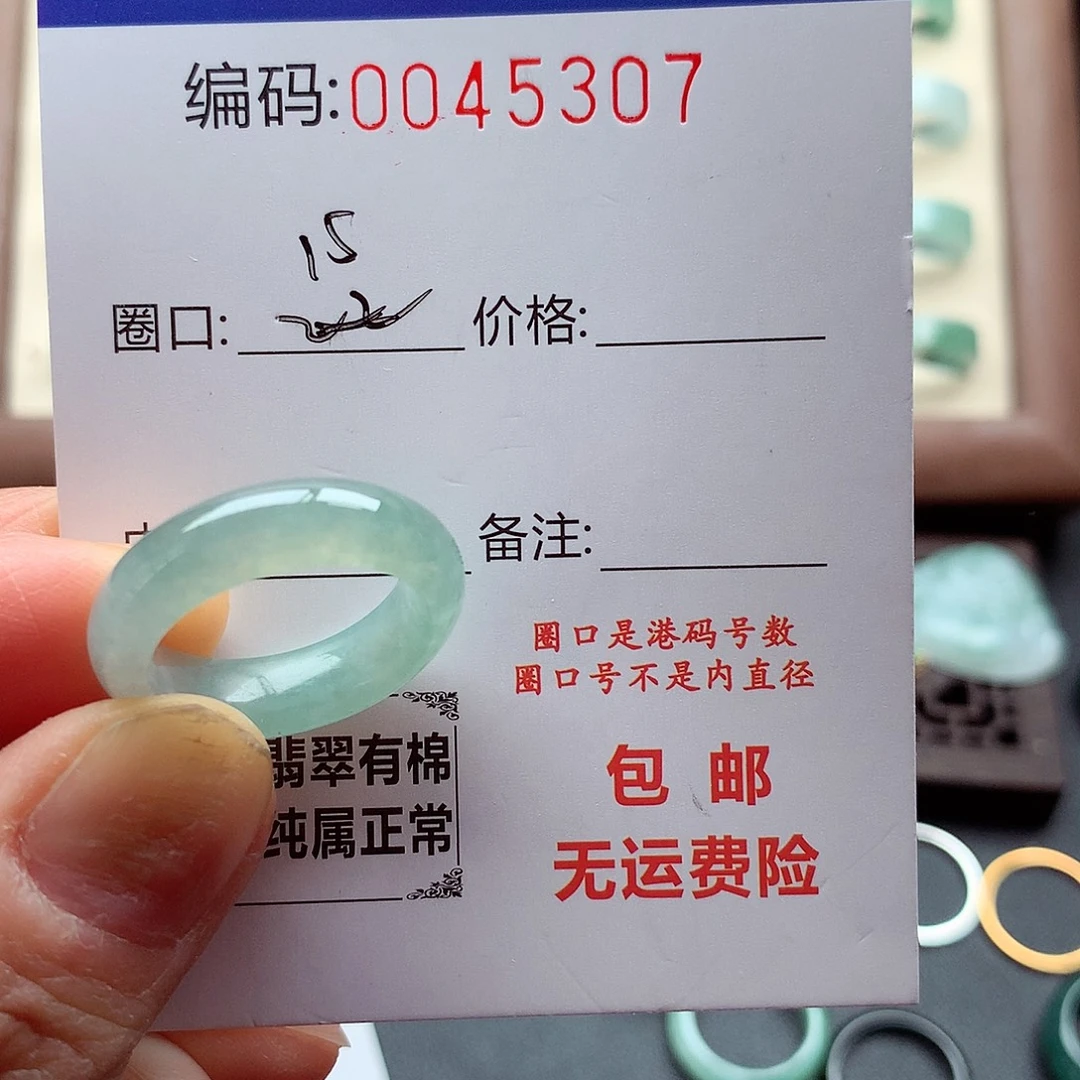 编码:0045307
15
圈口: 价格:
备注:
圈口是港码号数
圈口号不是内直径
翡翠有棉
纯属正常
包邮
无运费险